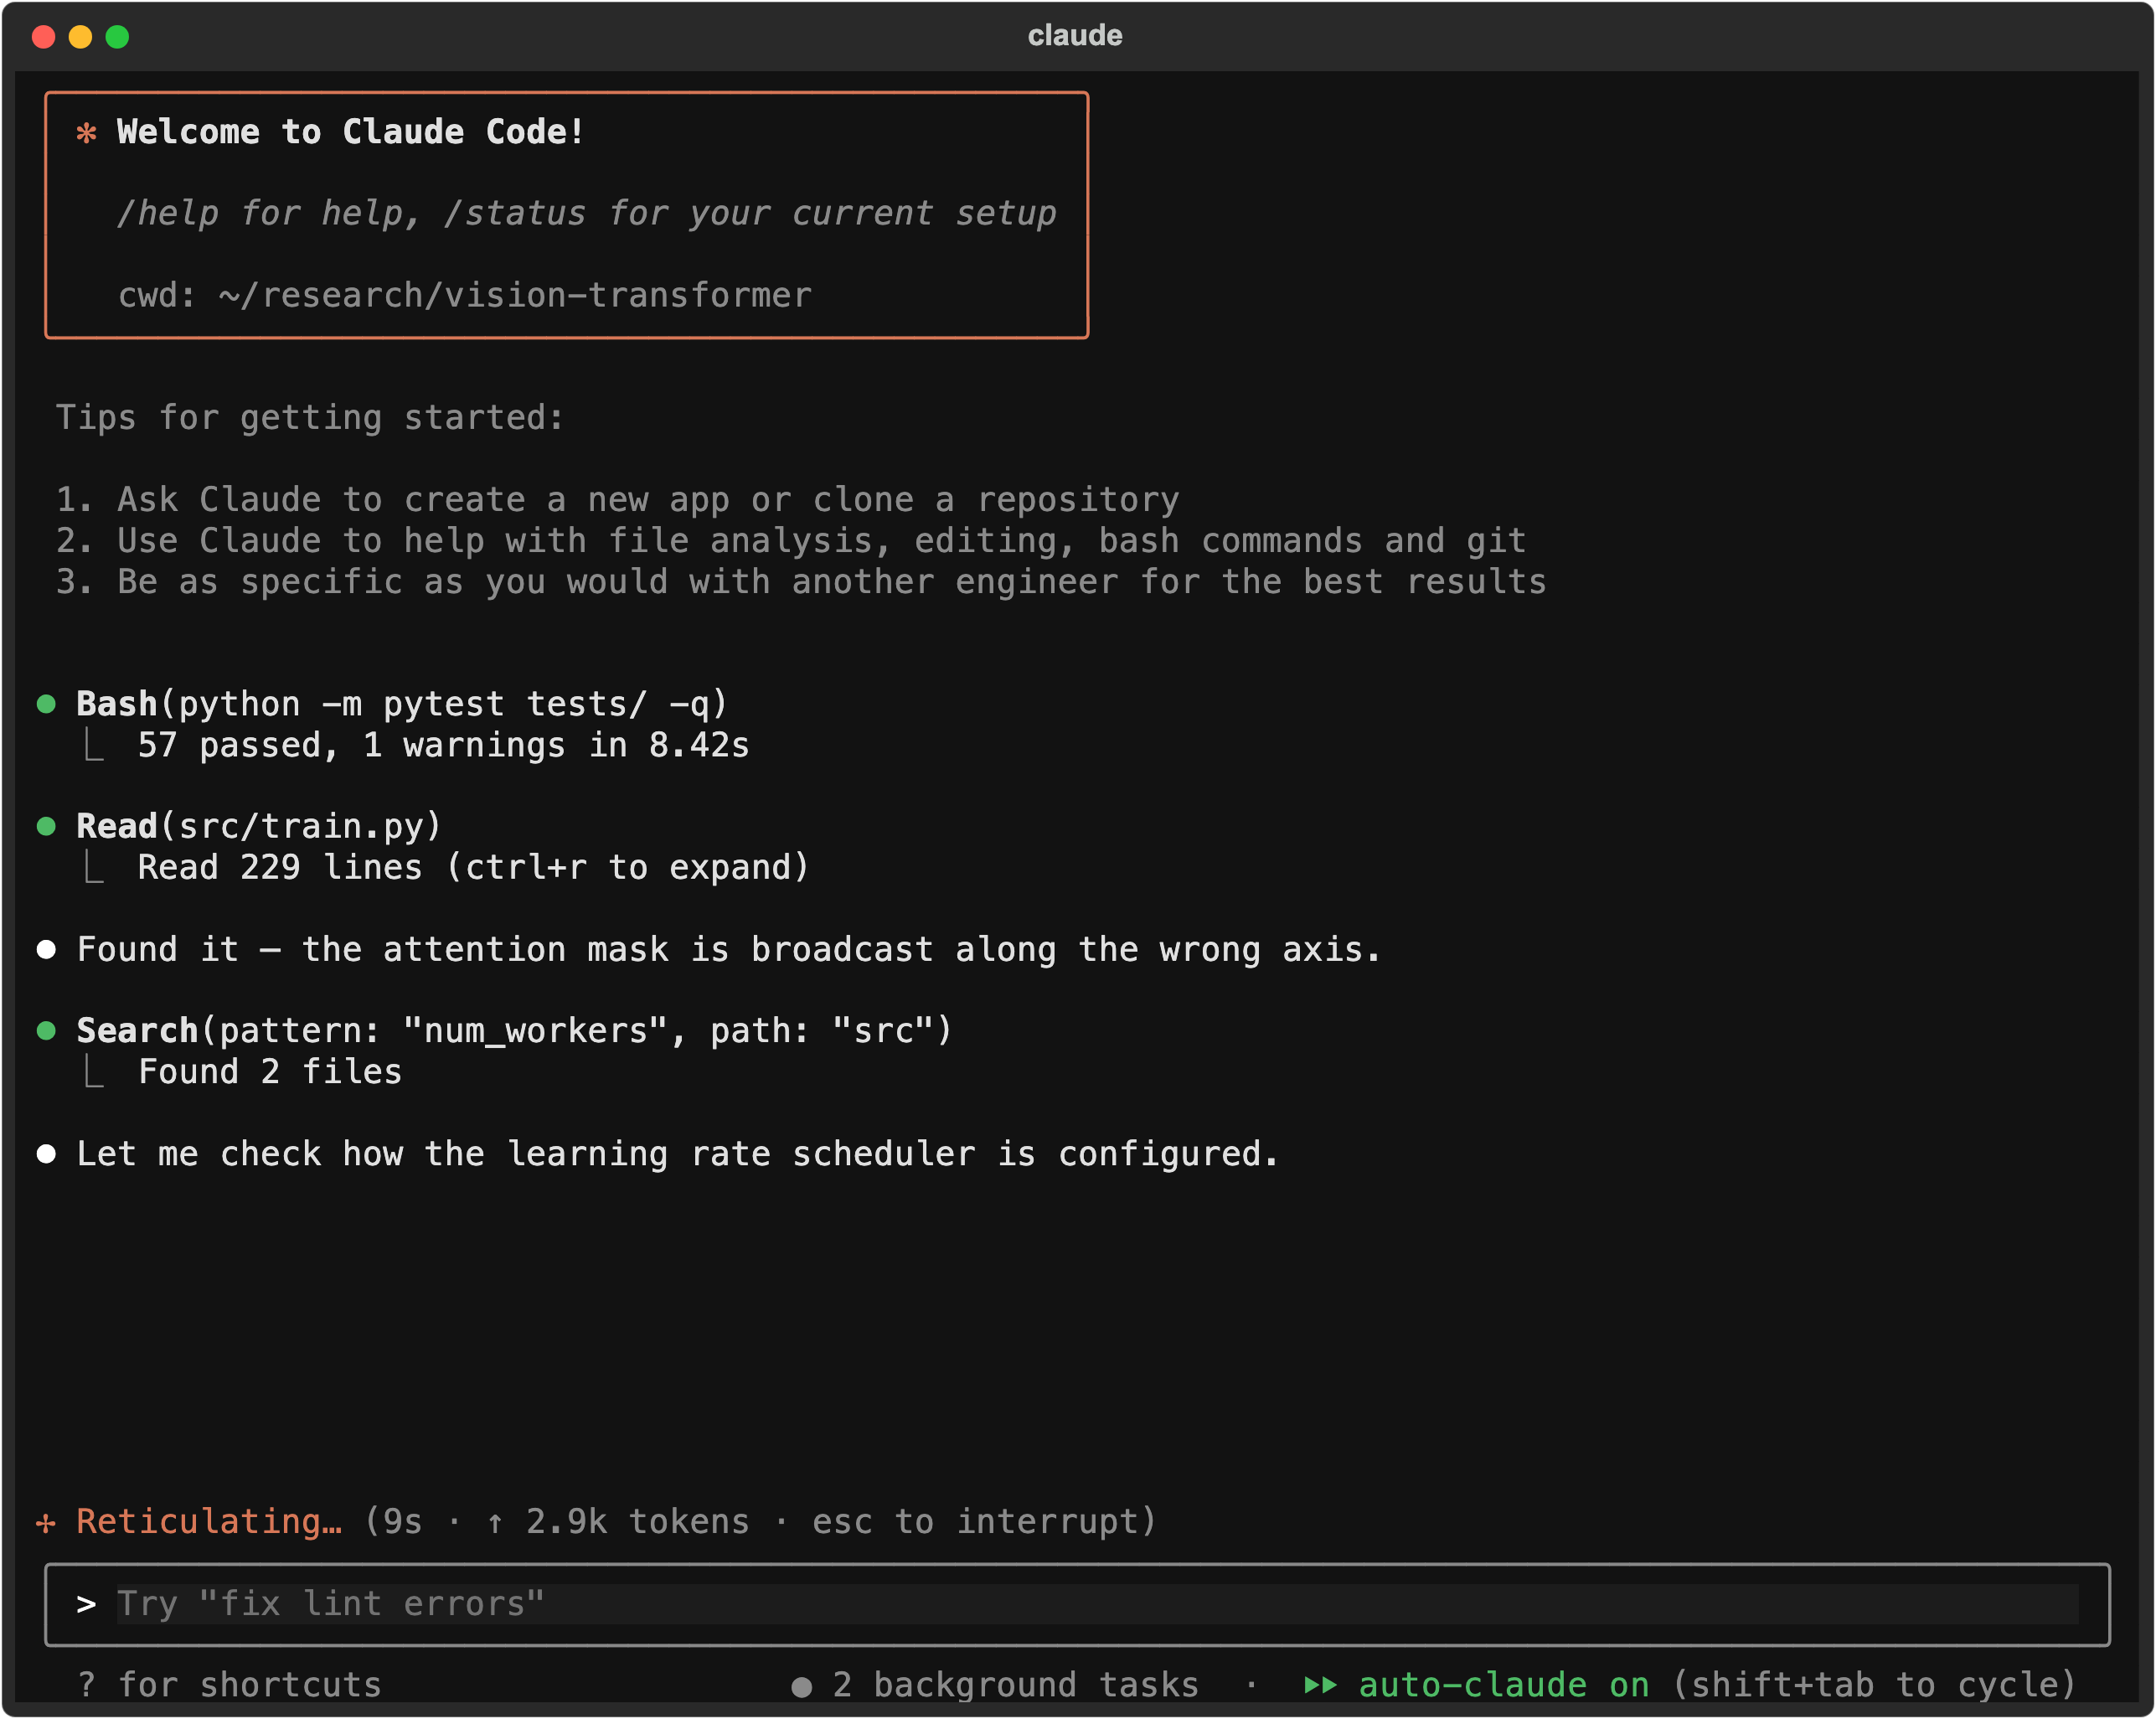 claude
✻ Welcome to Claude Code!
/help for help, /status for your current setup
cwd: ~/research/vision-transformer
Tips for getting started:
1. Ask Claude to create a new app or clone a repository
2. Use Claude to help with file analysis, editing, bash commands and git
3. Be as specific as you would with another engineer for the best results
● Bash(python -m pytest tests/ -q)
⎿ 57 passed, 1 warnings in 8.42s
● Read(src/train.py)
⎿ Read 229 lines (ctrl+r to expand)
● Found it — the attention mask is broadcast along the wrong axis.
● Search(pattern: "num_workers", path: "src")
⎿ Found 2 files
● Let me check how the learning rate scheduler is configured.
✢ Reticulating… (9s · ↑ 2.9k tokens · esc to interrupt)
> Try "fix lint errors"
? for shortcuts ● 2 background tasks · ⏵⏵ auto-claude on (shift+tab to cycle)